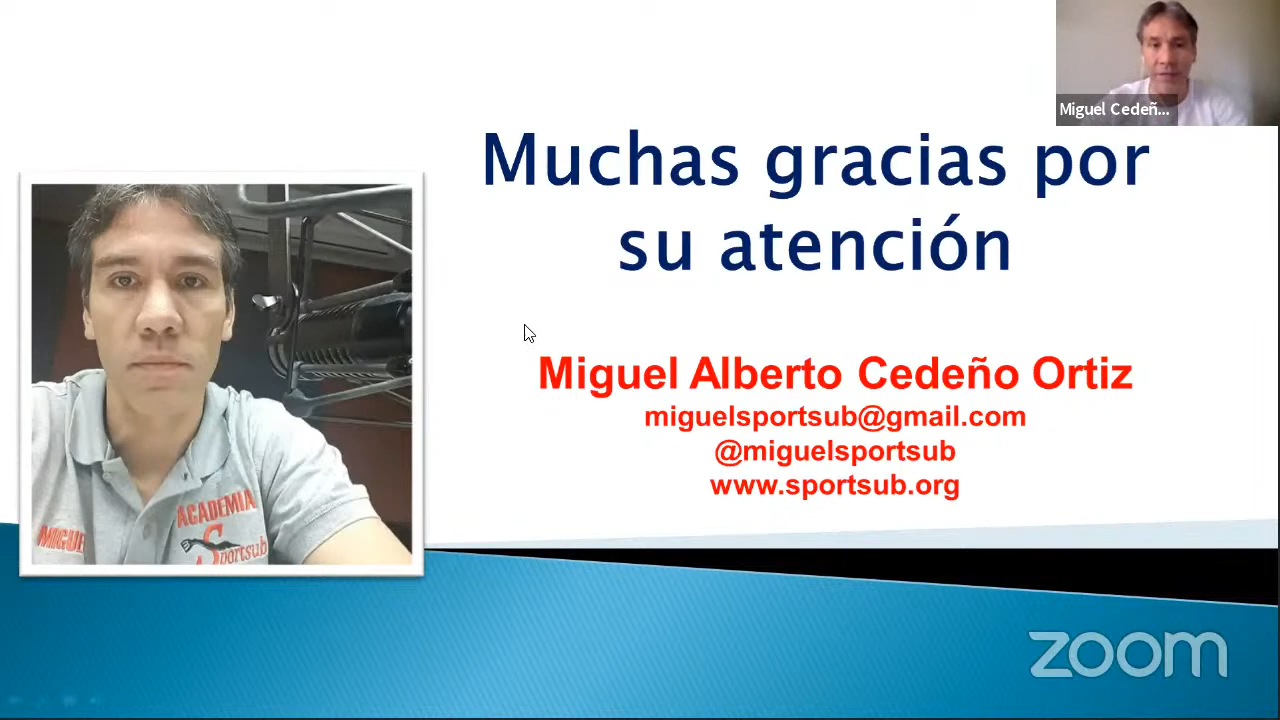 Miguel Cedeñ...
Muchas gracias por
su atención
Miguel Alberto Cedeño Ortiz
miguelsportsub@gmail.com
@miguelsportsub
www.sportsub.org
ACADEMIA
MIGUE
Sportsub
zoom